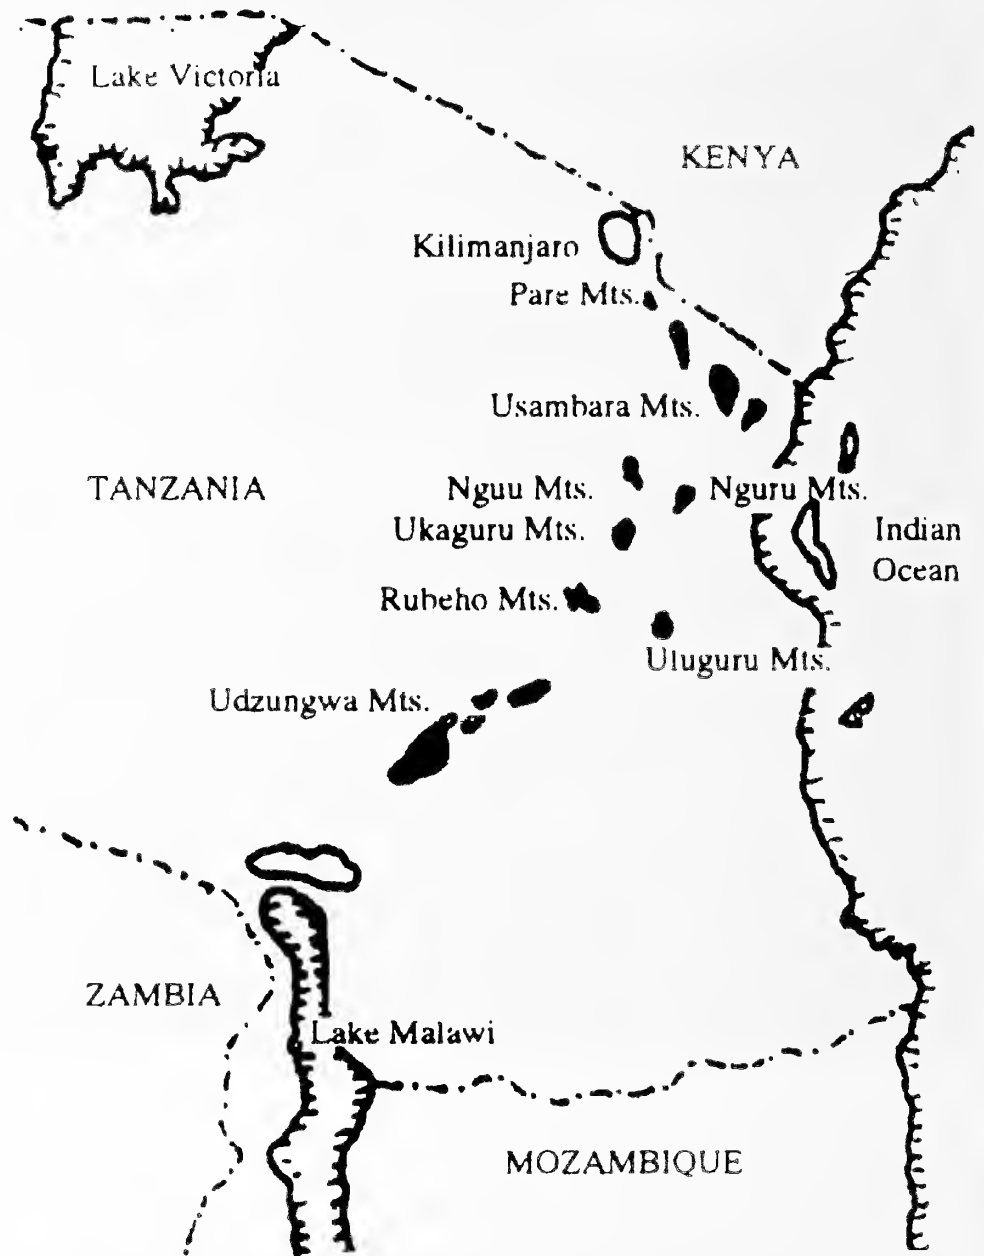 Lake Victoria
KENYA
Kilimanjaro
Pare Mts.
Usambara Mts.
TANZANIA
Nguu Mts.
Nguru Mts.
Ukaguru Mts.
Indian
Ocean
Rubeho Mts.
Uluguru Mts.
Udzungwa Mts.
ZAMBIA
Lake Malawi
MOZAMBIQUE